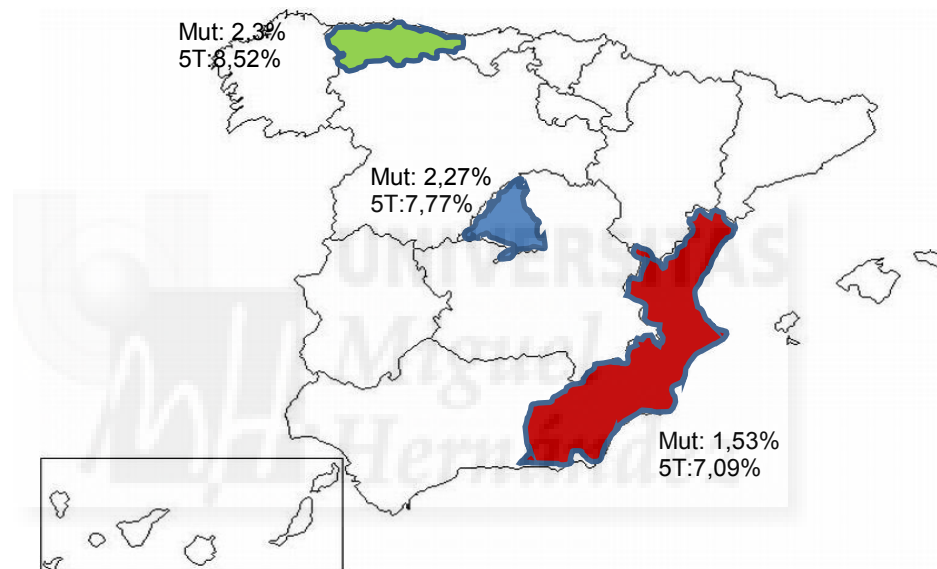 Mut: 2,3%
5T:8,52%
Mut: 2,27%
5T:7,77%
UNIVERSITAS
Miguel
Hernández
Mut: 1,53%
5T:7,09%